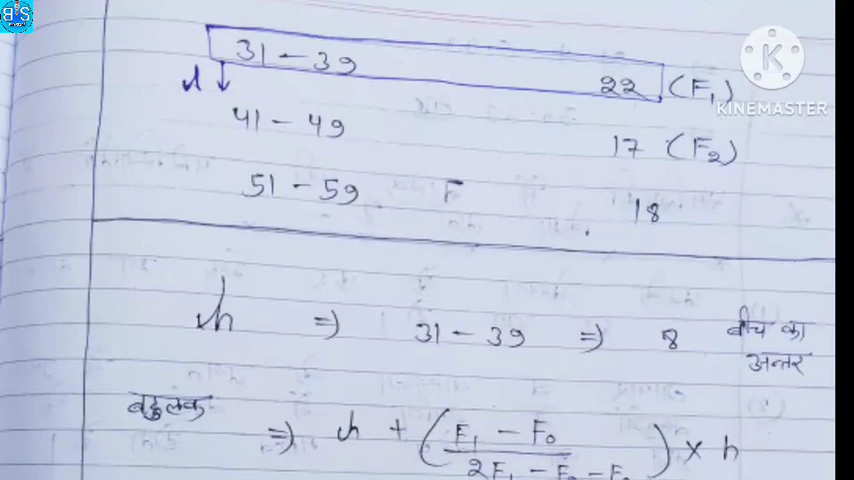 BS
31 - 39 22 (F1)
KINEMASTER
41 - 49 17 (F2)
51 - 59 F 18
h ⇒ 31 - 39 ⇒ 8 बीच का
अन्तर
बहुलक ⇒ + ( F1 - F0 / 2F1 - F0 - F2 ) × h